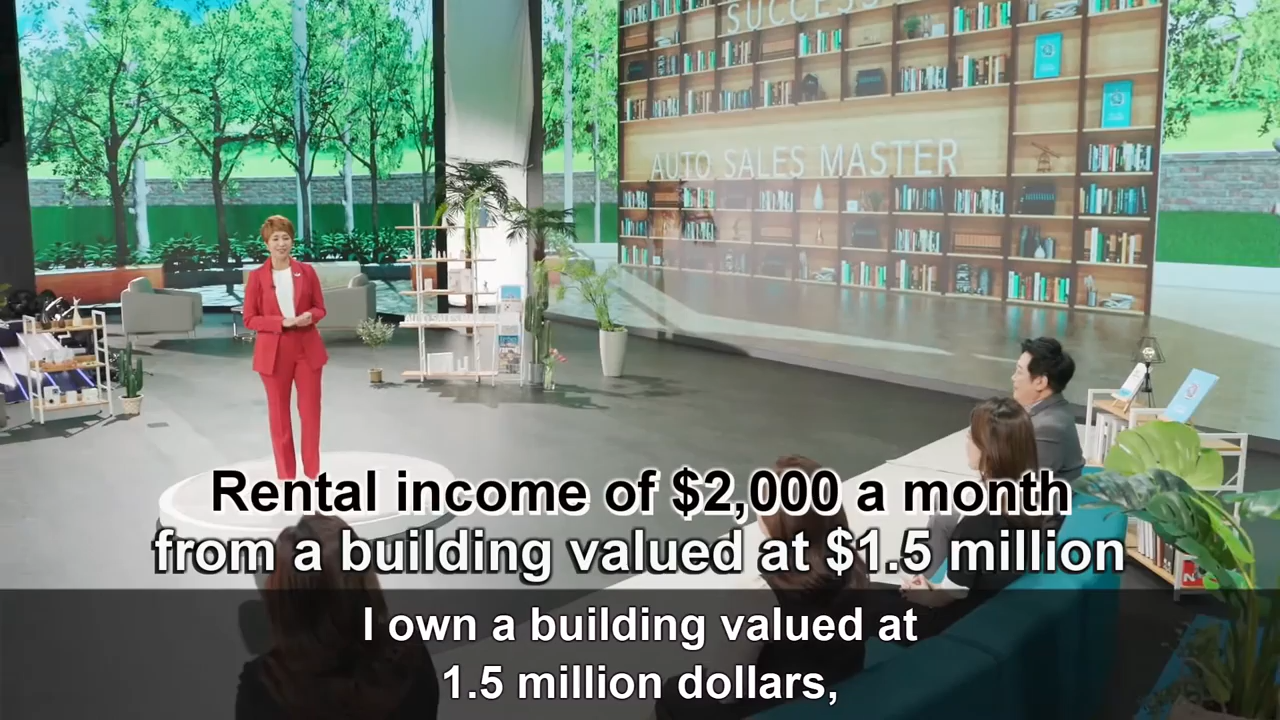 SUCCESS
AUTO SALES MASTER
Rental income of $2,000 a month
from a building valued at $1.5 million
I own a building valued at
1.5 million dollars,